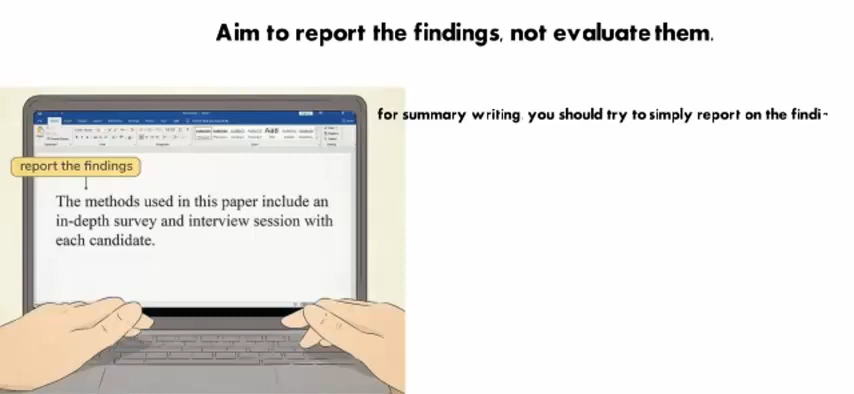 Aim to report the findings, not evaluate them.
for summary writing, you should try to simply report on the findi
report the findings
The methods used in this paper include an
in-depth survey and interview session with
each candidate.